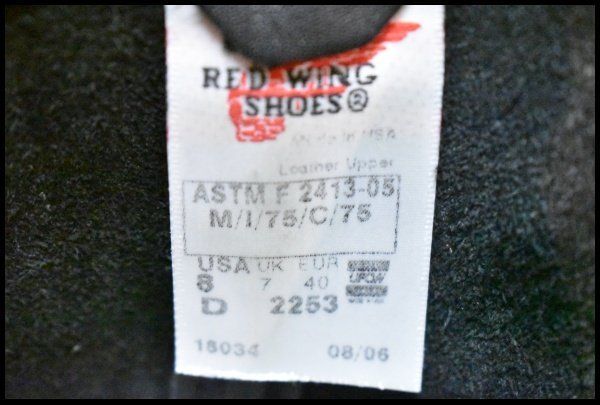 RED WING
SHOES®
Made in USA
Leather Upper
ASTM F 2413-05
M/I/75/C/75
USA UK EUR
8 7 40
UFCW
D 2253
18034 08/06